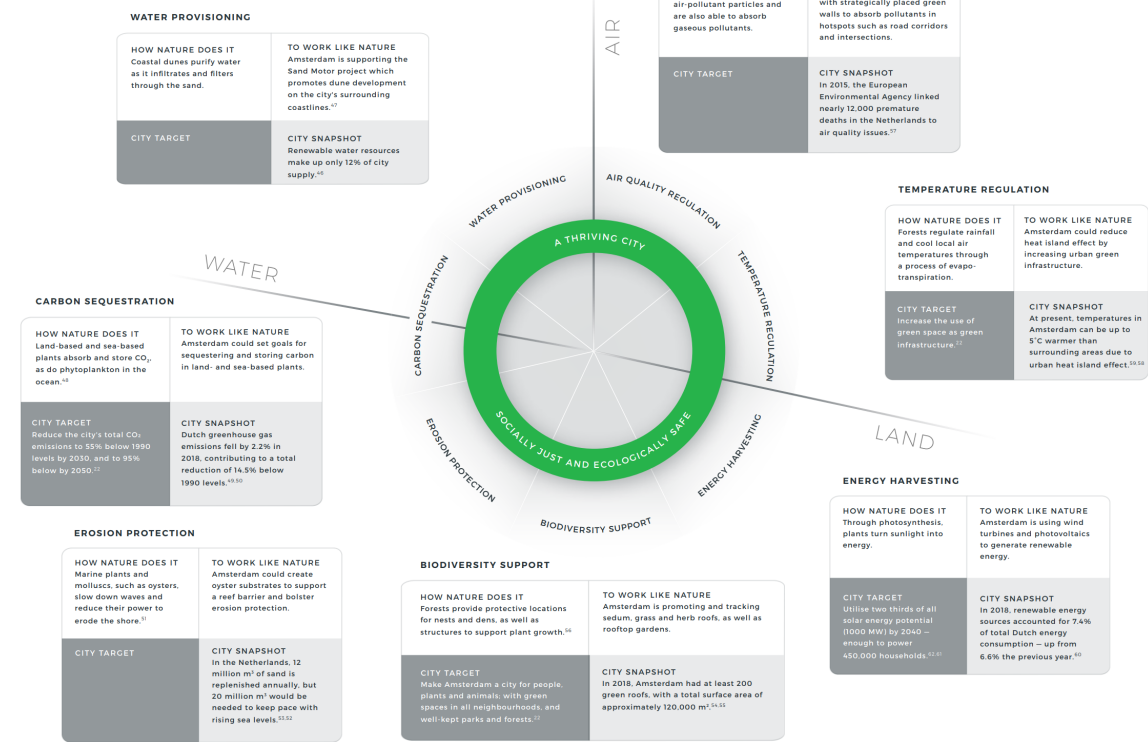 WATER PROVISIONING
HOW NATURE DOES IT
Coastal dunes purify water
as it infiltrates and filters
through the sand.
TO WORK LIKE NATURE
Amsterdam is supporting the
Sand Motor project which
promotes dune development
on the city's surrounding
coastlines.47
CITY TARGET
CITY SNAPSHOT
Renewable water resources
make up only 12% of city
supply.46
AIR
air-pollutant particles and
are also able to absorb
gaseous pollutants.
with strategically placed green
walls to absorb pollutants in
hotspots such as road corridors
and intersections.
CITY TARGET
CITY SNAPSHOT
In 2015, the European
Environmental Agency linked
nearly 12,000 premature
deaths in the Netherlands to
air quality issues.57
TEMPERATURE REGULATION
HOW NATURE DOES IT
Forests regulate rainfall
and cool local air
temperatures through
a process of evapo-
transpiration.
TO WORK LIKE NATURE
Amsterdam could reduce
heat island effect by
increasing urban green
infrastructure.
CITY TARGET
Increase the use of
green space as green
infrastructure.22
CITY SNAPSHOT
At present, temperatures in
Amsterdam can be up to
5°C warmer than
surrounding areas due to
urban heat island effect.59,58
WATER PROVISIONING
AIR QUALITY REGULATION
TEMPERATURE REGULATION
ENERGY HARVESTING
BIODIVERSITY SUPPORT
EROSION PROTECTION
CARBON SEQUESTRATION
A THRIVING CITY
SOCIALLY JUST AND ECOLOGICALLY SAFE
WATER
LAND
CARBON SEQUESTRATION
HOW NATURE DOES IT
Land-based and sea-based
plants absorb and store CO₂,
as do phytoplankton in the
ocean.48
TO WORK LIKE NATURE
Amsterdam could set goals for
sequestering and storing carbon
in land- and sea-based plants.
CITY TARGET
Reduce the city's total CO₂
emissions to 55% below 1990
levels by 2030, and to 95%
below by 2050.22
CITY SNAPSHOT
Dutch greenhouse gas
emissions fell by 2.2% in
2018, contributing to a total
reduction of 14.5% below
1990 levels.49,50
EROSION PROTECTION
HOW NATURE DOES IT
Marine plants and
molluscs, such as oysters,
slow down waves and
reduce their power to
erode the shore.51
TO WORK LIKE NATURE
Amsterdam could create
oyster substrates to support
a reef barrier and bolster
erosion protection.
CITY TARGET
CITY SNAPSHOT
In the Netherlands, 12
million m³ of sand is
replenished annually, but
20 million m³ would be
needed to keep pace with
rising sea levels.53,52
BIODIVERSITY SUPPORT
HOW NATURE DOES IT
Forests provide protective locations
for nests and dens, as well as
structures to support plant growth.56
TO WORK LIKE NATURE
Amsterdam is promoting and tracking
sedum, grass and herb roofs, as well as
rooftop gardens.
CITY TARGET
Make Amsterdam a city for people,
plants and animals; with green
spaces in all neighbourhoods, and
well-kept parks and forests.22
CITY SNAPSHOT
In 2018, Amsterdam had at least 200
green roofs, with a total surface area of
approximately 120,000 m².54,55
ENERGY HARVESTING
HOW NATURE DOES IT
Through photosynthesis,
plants turn sunlight into
energy.
TO WORK LIKE NATURE
Amsterdam is using wind
turbines and photovoltaics
to generate renewable
energy.
CITY TARGET
Utilise two thirds of all
solar energy potential
(1000 MW) by 2040 –
enough to power
450,000 households.62,61
CITY SNAPSHOT
In 2018, renewable energy
sources accounted for 7.4%
of total Dutch energy
consumption – up from
6.6% the previous year.60